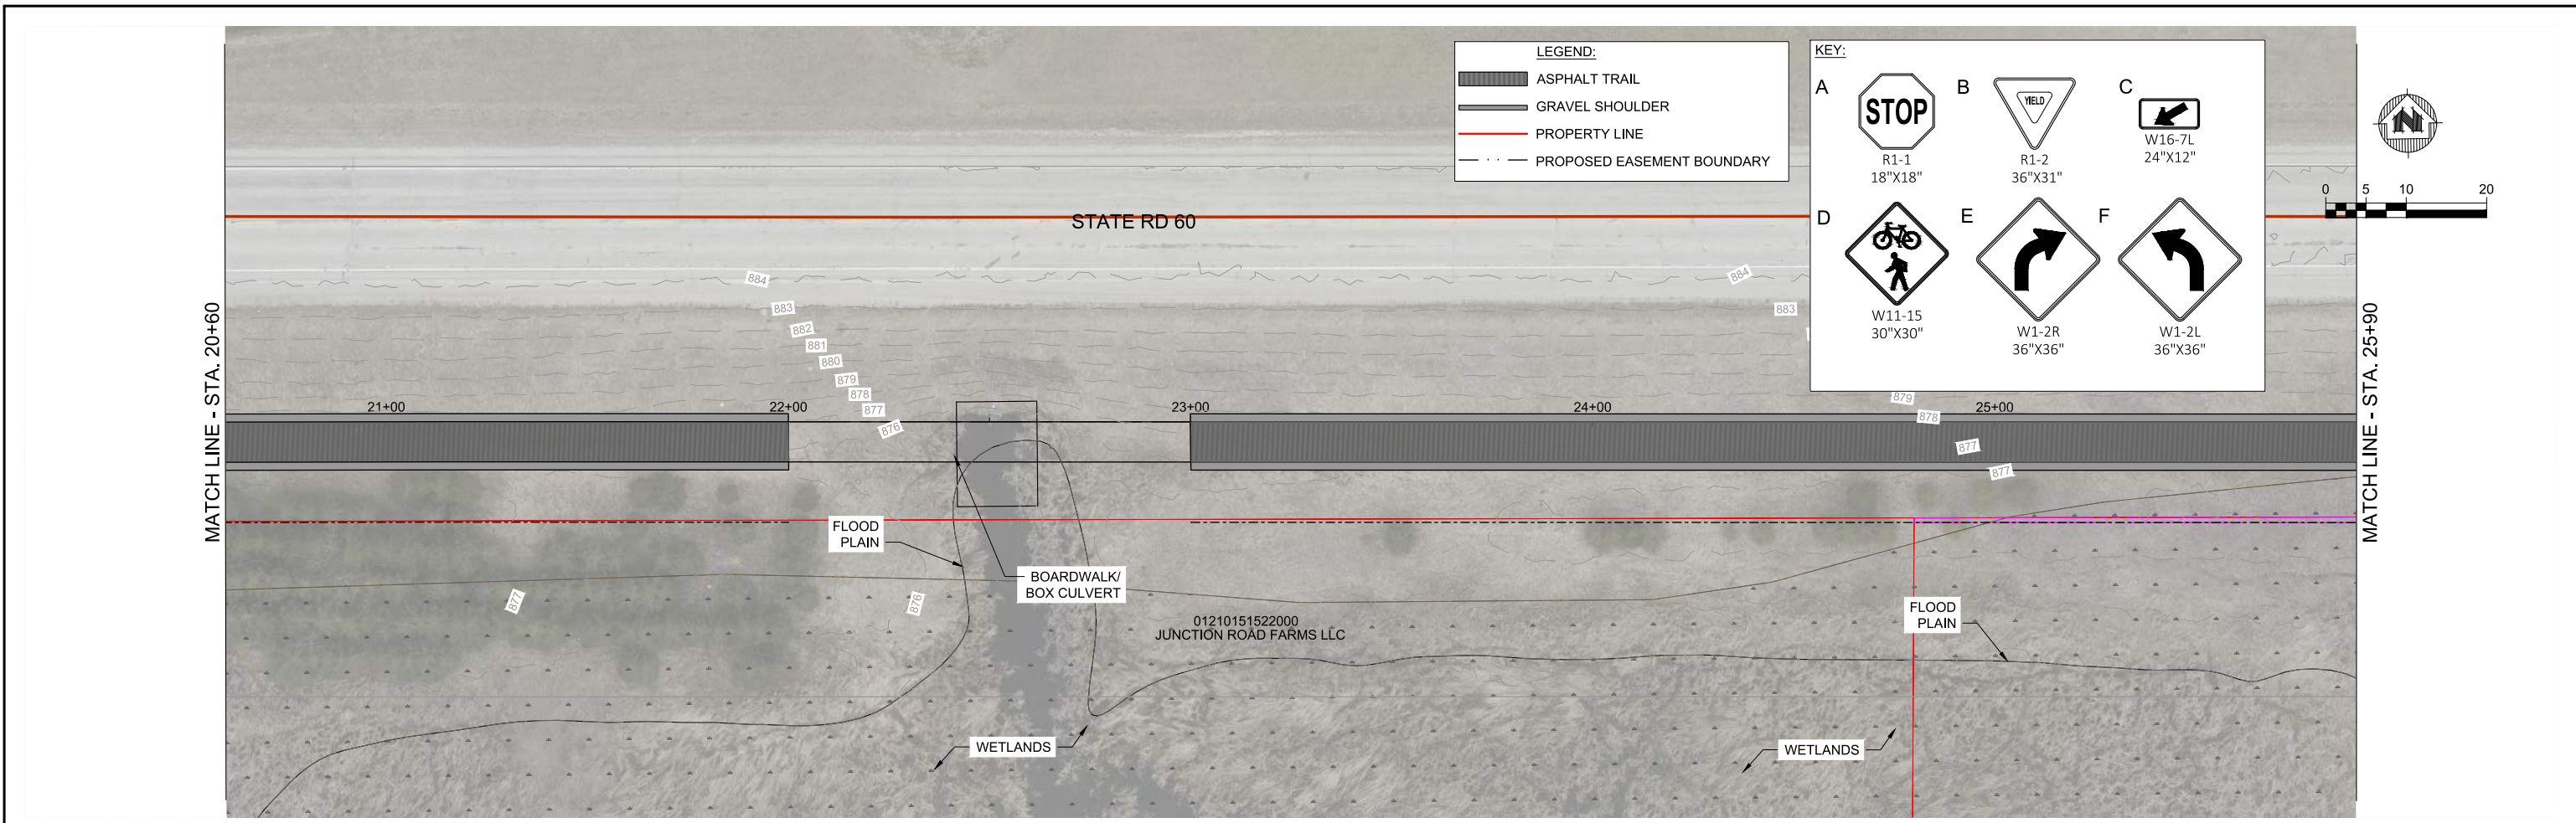 LEGEND:
ASPHALT TRAIL
GRAVEL SHOULDER
PROPERTY LINE
PROPOSED EASEMENT BOUNDARY
KEY:
A
STOP
R1-1
18"X18"
B
YIELD
R1-2
36"X31"
C
W16-7L
24"X12"
D
W11-15
30"X30"
E
W1-2R
36"X36"
F
W1-2L
36"X36"
N
0 5 10 20
STATE RD 60
MATCH LINE - STA. 20+60
MATCH LINE - STA. 25+90
884
883
882
881
880
879
878
877
876
884
883
879
878
877
877
21+00
22+00
23+00
24+00
25+00
FLOOD
PLAIN
BOARDWALK/
BOX CULVERT
877
876
01210151522000
JUNCTION ROAD FARMS LLC
FLOOD
PLAIN
WETLANDS
WETLANDS